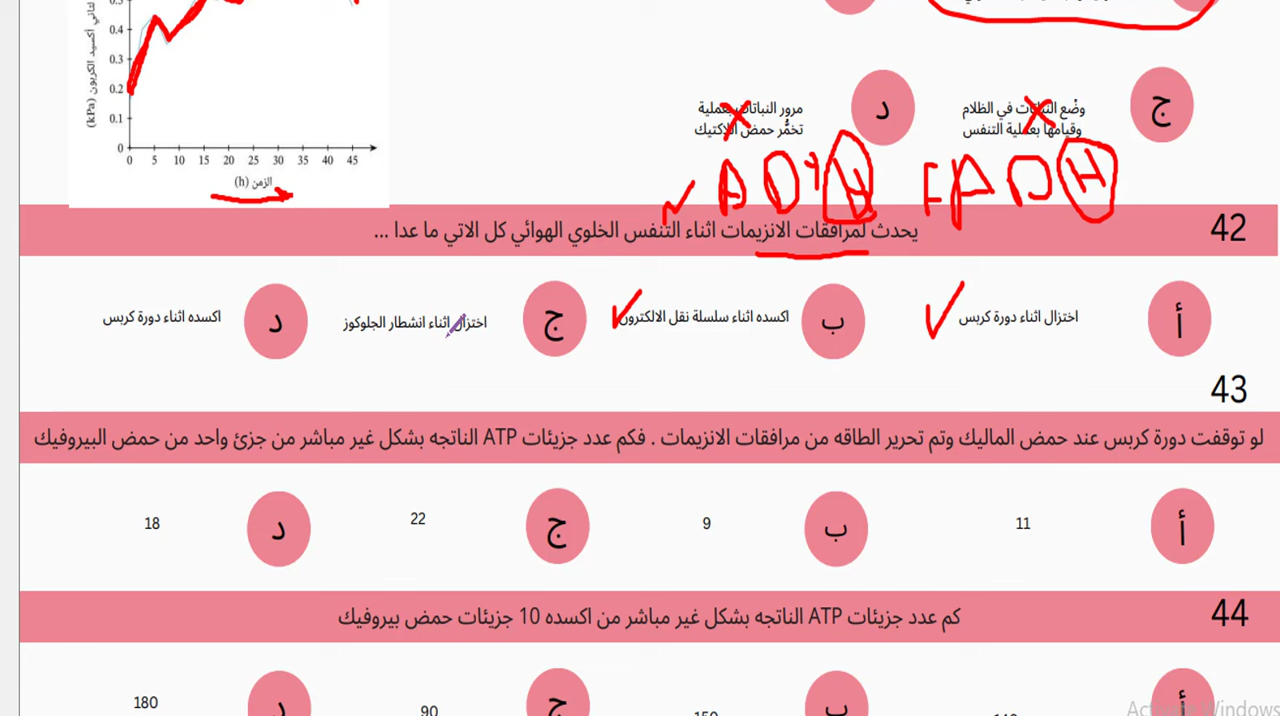 ثاني أكسيد الكربون (kPa)
0.4
0.3
0.2
0.1
0
0 5 10 15 20 25 30 35 40 45
الزمن (h)
ج
وضْع النباتات في الظلام
وقيامها بعملية التنفس
د
مرور النباتات بعملية
تخمُّر حمض اللاكتيك
FADH
42
يحدث لمرافقات الانزيمات اثناء التنفس الخلوي الهوائي كل الاتي ما عدا ...
أ
اختزال اثناء دورة كربس
ب
اكسده اثناء سلسلة نقل الالكترون
ج
اختزال اثناء انشطار الجلوكوز
د
اكسده اثناء دورة كربس
43
لو توقفت دورة كربس عند حمض الماليك وتم تحرير الطاقه من مرافقات الانزيمات . فكم عدد جزيئات ATP الناتجه بشكل غير مباشر من جزئ واحد من حمض البيروفيك
أ
11
ب
9
ج
22
د
18
44
كم عدد جزيئات ATP الناتجه بشكل غير مباشر من اكسده 10 جزيئات حمض بيروفيك
أ
ب
ج
90
د
180